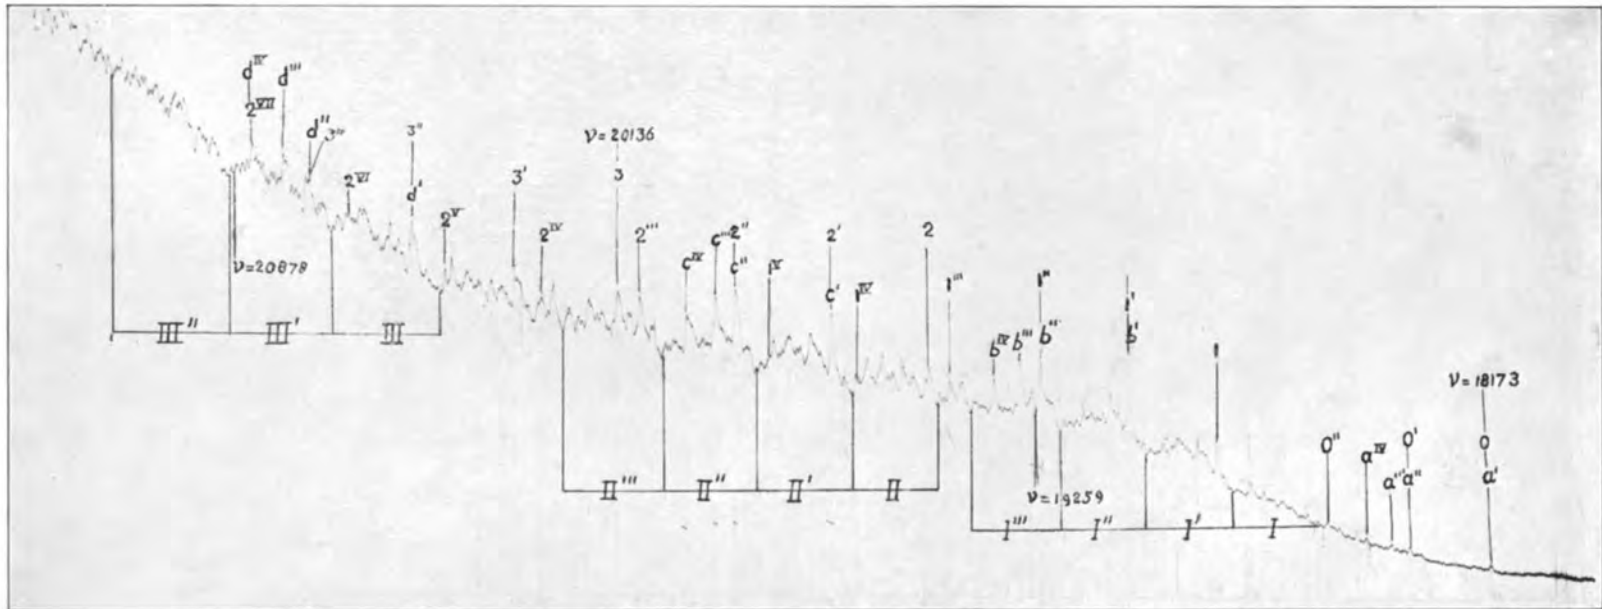 d^IV d'''
2^VII
d'' 3'''
2^VI
3''
d'
2^V
3'
2^IV
ν=20136
3
2'''
c^IV c''' 2''
c''
1^V
2'
c' 1^IV
2
1'''
b^IV b''' b''
1''
1'
b'
1
ν=18173
0'' a^IV 0' 0
a''' a'' a'
ν=20878
III'' III' III
II''' II'' II' II
ν=19259
I''' I'' I' I